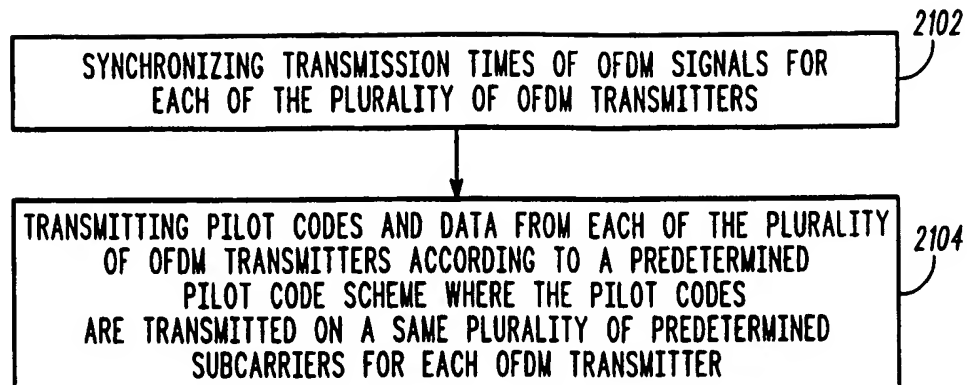 2102
SYNCHRONIZING TRANSMISSION TIMES OF OFDM SIGNALS FOR
EACH OF THE PLURALITY OF OFDM TRANSMITTERS
TRANSMITTING PILOT CODES AND DATA FROM EACH OF THE PLURALITY
OF OFDM TRANSMITTERS ACCORDING TO A PREDETERMINED
PILOT CODE SCHEME WHERE THE PILOT CODES
ARE TRANSMITTED ON A SAME PLURALITY OF PREDETERMINED
SUBCARRIERS FOR EACH OFDM TRANSMITTER
2104